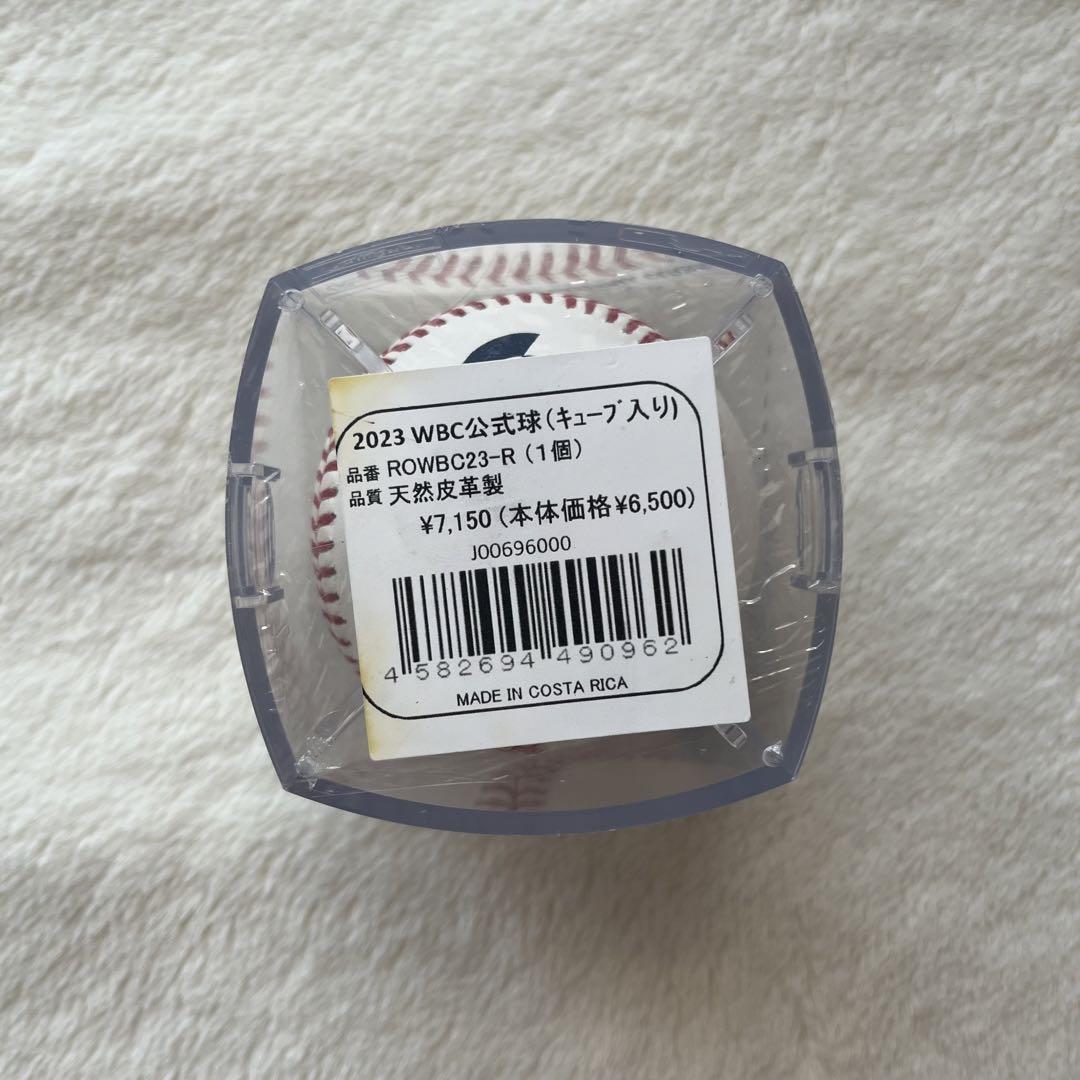 2023 WBC公式球(ｷｭｰﾌﾞ入り)
品番 ROWBC23-R (1個)
品質 天然皮革製
¥7,150 (本体価格¥6,500)
J00696000
4 582694 490962
MADE IN COSTA RICA